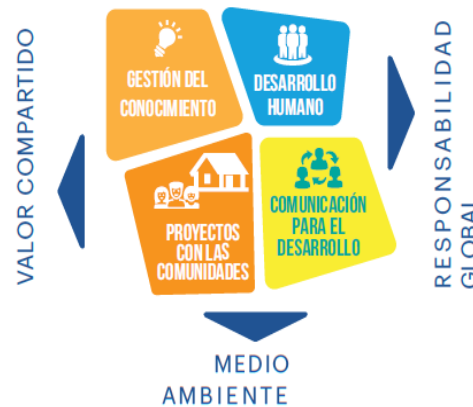 VALOR COMPARTIDO
GESTIÓN DEL
CONOCIMIENTO
DESARROLLO
HUMANO
PROYECTOS
CON LAS
COMUNIDADES
COMUNICACIÓN
PARA EL
DESARROLLO
RESPONSABILIDAD
GLOBAL
MEDIO
AMBIENTE